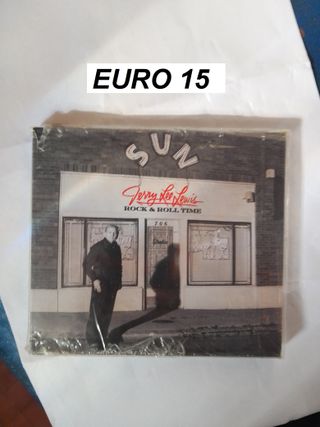 EURO 15
SUN
Jerry Lee Lewis
ROCK & ROLL TIME
706